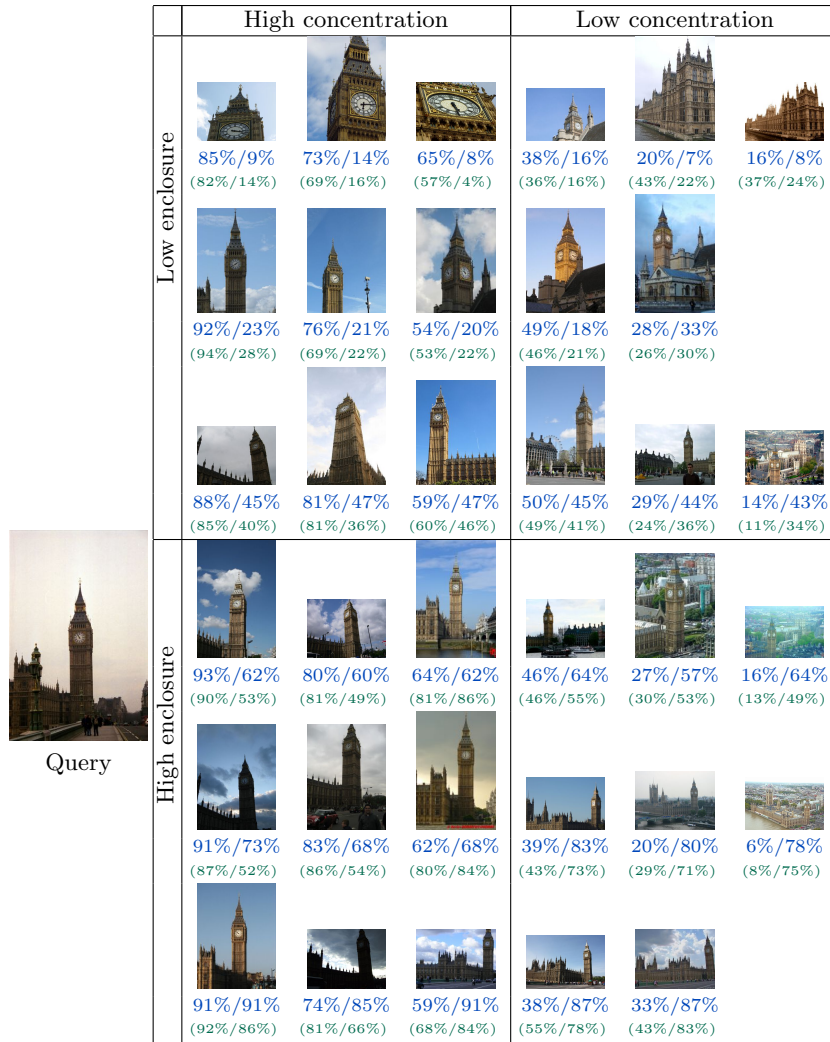 High concentration Low concentration
Low enclosure
85%/9% 73%/14% 65%/8% 38%/16% 20%/7% 16%/8%
(82%/14%) (69%/16%) (57%/4%) (36%/16%) (43%/22%) (37%/24%)
92%/23% 76%/21% 54%/20% 49%/18% 28%/33%
(94%/28%) (69%/22%) (53%/22%) (46%/21%) (26%/30%)
88%/45% 81%/47% 59%/47% 50%/45% 29%/44% 14%/43%
(85%/40%) (81%/36%) (60%/46%) (49%/41%) (24%/36%) (11%/34%)
Query
High enclosure
93%/62% 80%/60% 64%/62% 46%/64% 27%/57% 16%/64%
(90%/53%) (81%/49%) (81%/86%) (46%/55%) (30%/53%) (13%/49%)
91%/73% 83%/68% 62%/68% 39%/83% 20%/80% 6%/78%
(87%/52%) (86%/54%) (80%/84%) (43%/73%) (29%/71%) (8%/75%)
91%/91% 74%/85% 59%/91% 38%/87% 33%/87%
(92%/86%) (81%/66%) (68%/84%) (55%/78%) (43%/83%)